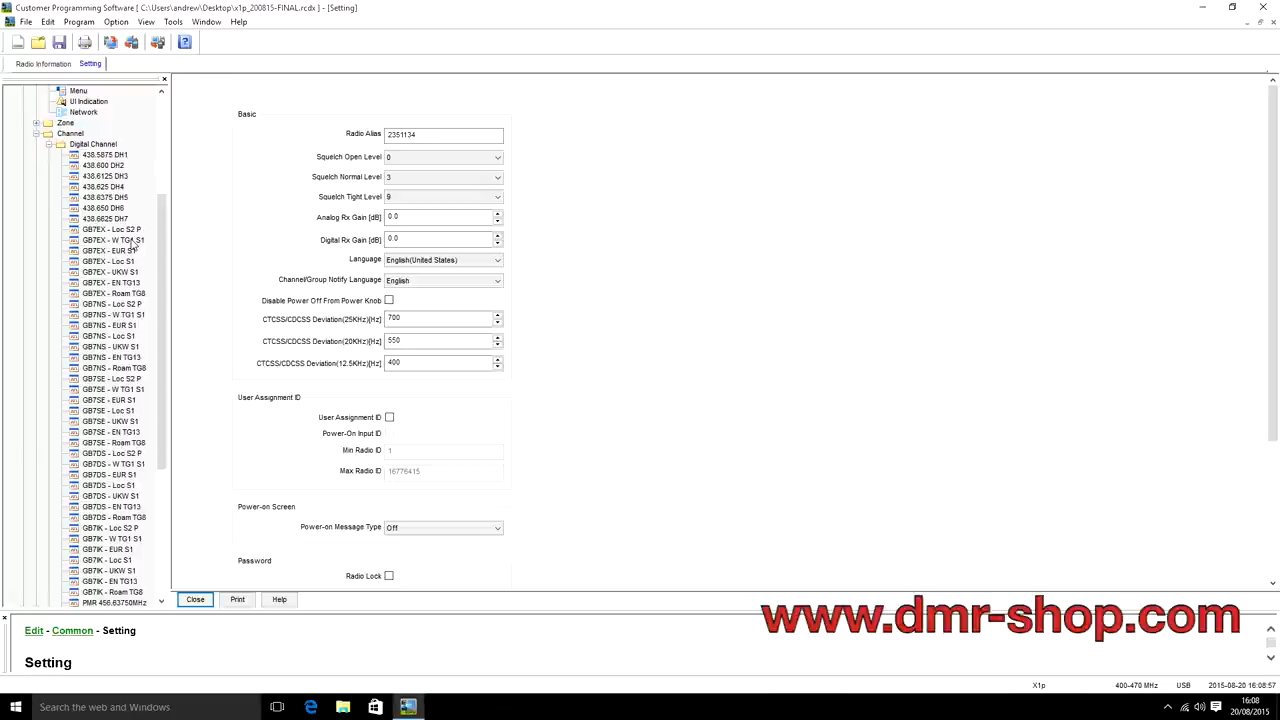 Customer Programming Software [ C:\Users\andrew\Desktop\x1p_200815-FINAL.rcdx ] - [Setting]
File Edit Program Option View Tools Window Help
Radio Information Setting
Menu
UI Indication
Network
Zone
Channel
Digital Channel
438.5875 DH1
438.600 DH2
438.6125 DH3
438.625 DH4
438.6375 DH5
438.650 DH6
438.6625 DH7
GB7EX - Loc S2 P
GB7EX - W TG1 S1
GB7EX - EUR S1
GB7EX - Loc S1
GB7EX - UKW S1
GB7EX - EN TG13
GB7EX - Roam TG8
GB7NS - Loc S2 P
GB7NS - W TG1 S1
GB7NS - EUR S1
GB7NS - Loc S1
GB7NS - UKW S1
GB7NS - EN TG13
GB7NS - Roam TG8
GB7SE - Loc S2 P
GB7SE - W TG1 S1
GB7SE - EUR S1
GB7SE - Loc S1
GB7SE - UKW S1
GB7SE - EN TG13
GB7SE - Roam TG8
GB7DS - Loc S2 P
GB7DS - W TG1 S1
GB7DS - EUR S1
GB7DS - Loc S1
GB7DS - UKW S1
GB7DS - EN TG13
GB7DS - Roam TG8
GB7IK - Loc S2 P
GB7IK - W TG1 S1
GB7IK - EUR S1
GB7IK - Loc S1
GB7IK - UKW S1
GB7IK - EN TG13
GB7IK - Roam TG8
PMR 456.63750MHz
Basic
Radio Alias 2351134
Squelch Open Level 0
Squelch Normal Level 3
Squelch Tight Level 9
Analog Rx Gain [dB] 0.0
Digital Rx Gain [dB] 0.0
Language English(United States)
Channel/Group Notify Language English
Disable Power Off From Power Knob
CTCSS/CDCSS Deviation(25KHz)[Hz] 700
CTCSS/CDCSS Deviation(20KHz)[Hz] 550
CTCSS/CDCSS Deviation(12.5KHz)[Hz] 400
User Assignment ID
User Assignment ID
Power-On Input ID
Min Radio ID 1
Max Radio ID 16776415
Power-on Screen
Power-on Message Type Off
Password
Radio Lock
Close Print Help
www.dmr-shop.com
Edit - Common - Setting
Setting
X1p 400-470 MHz USB 2015-08-20 16:08:57
Search the web and Windows
16:08
20/08/2015